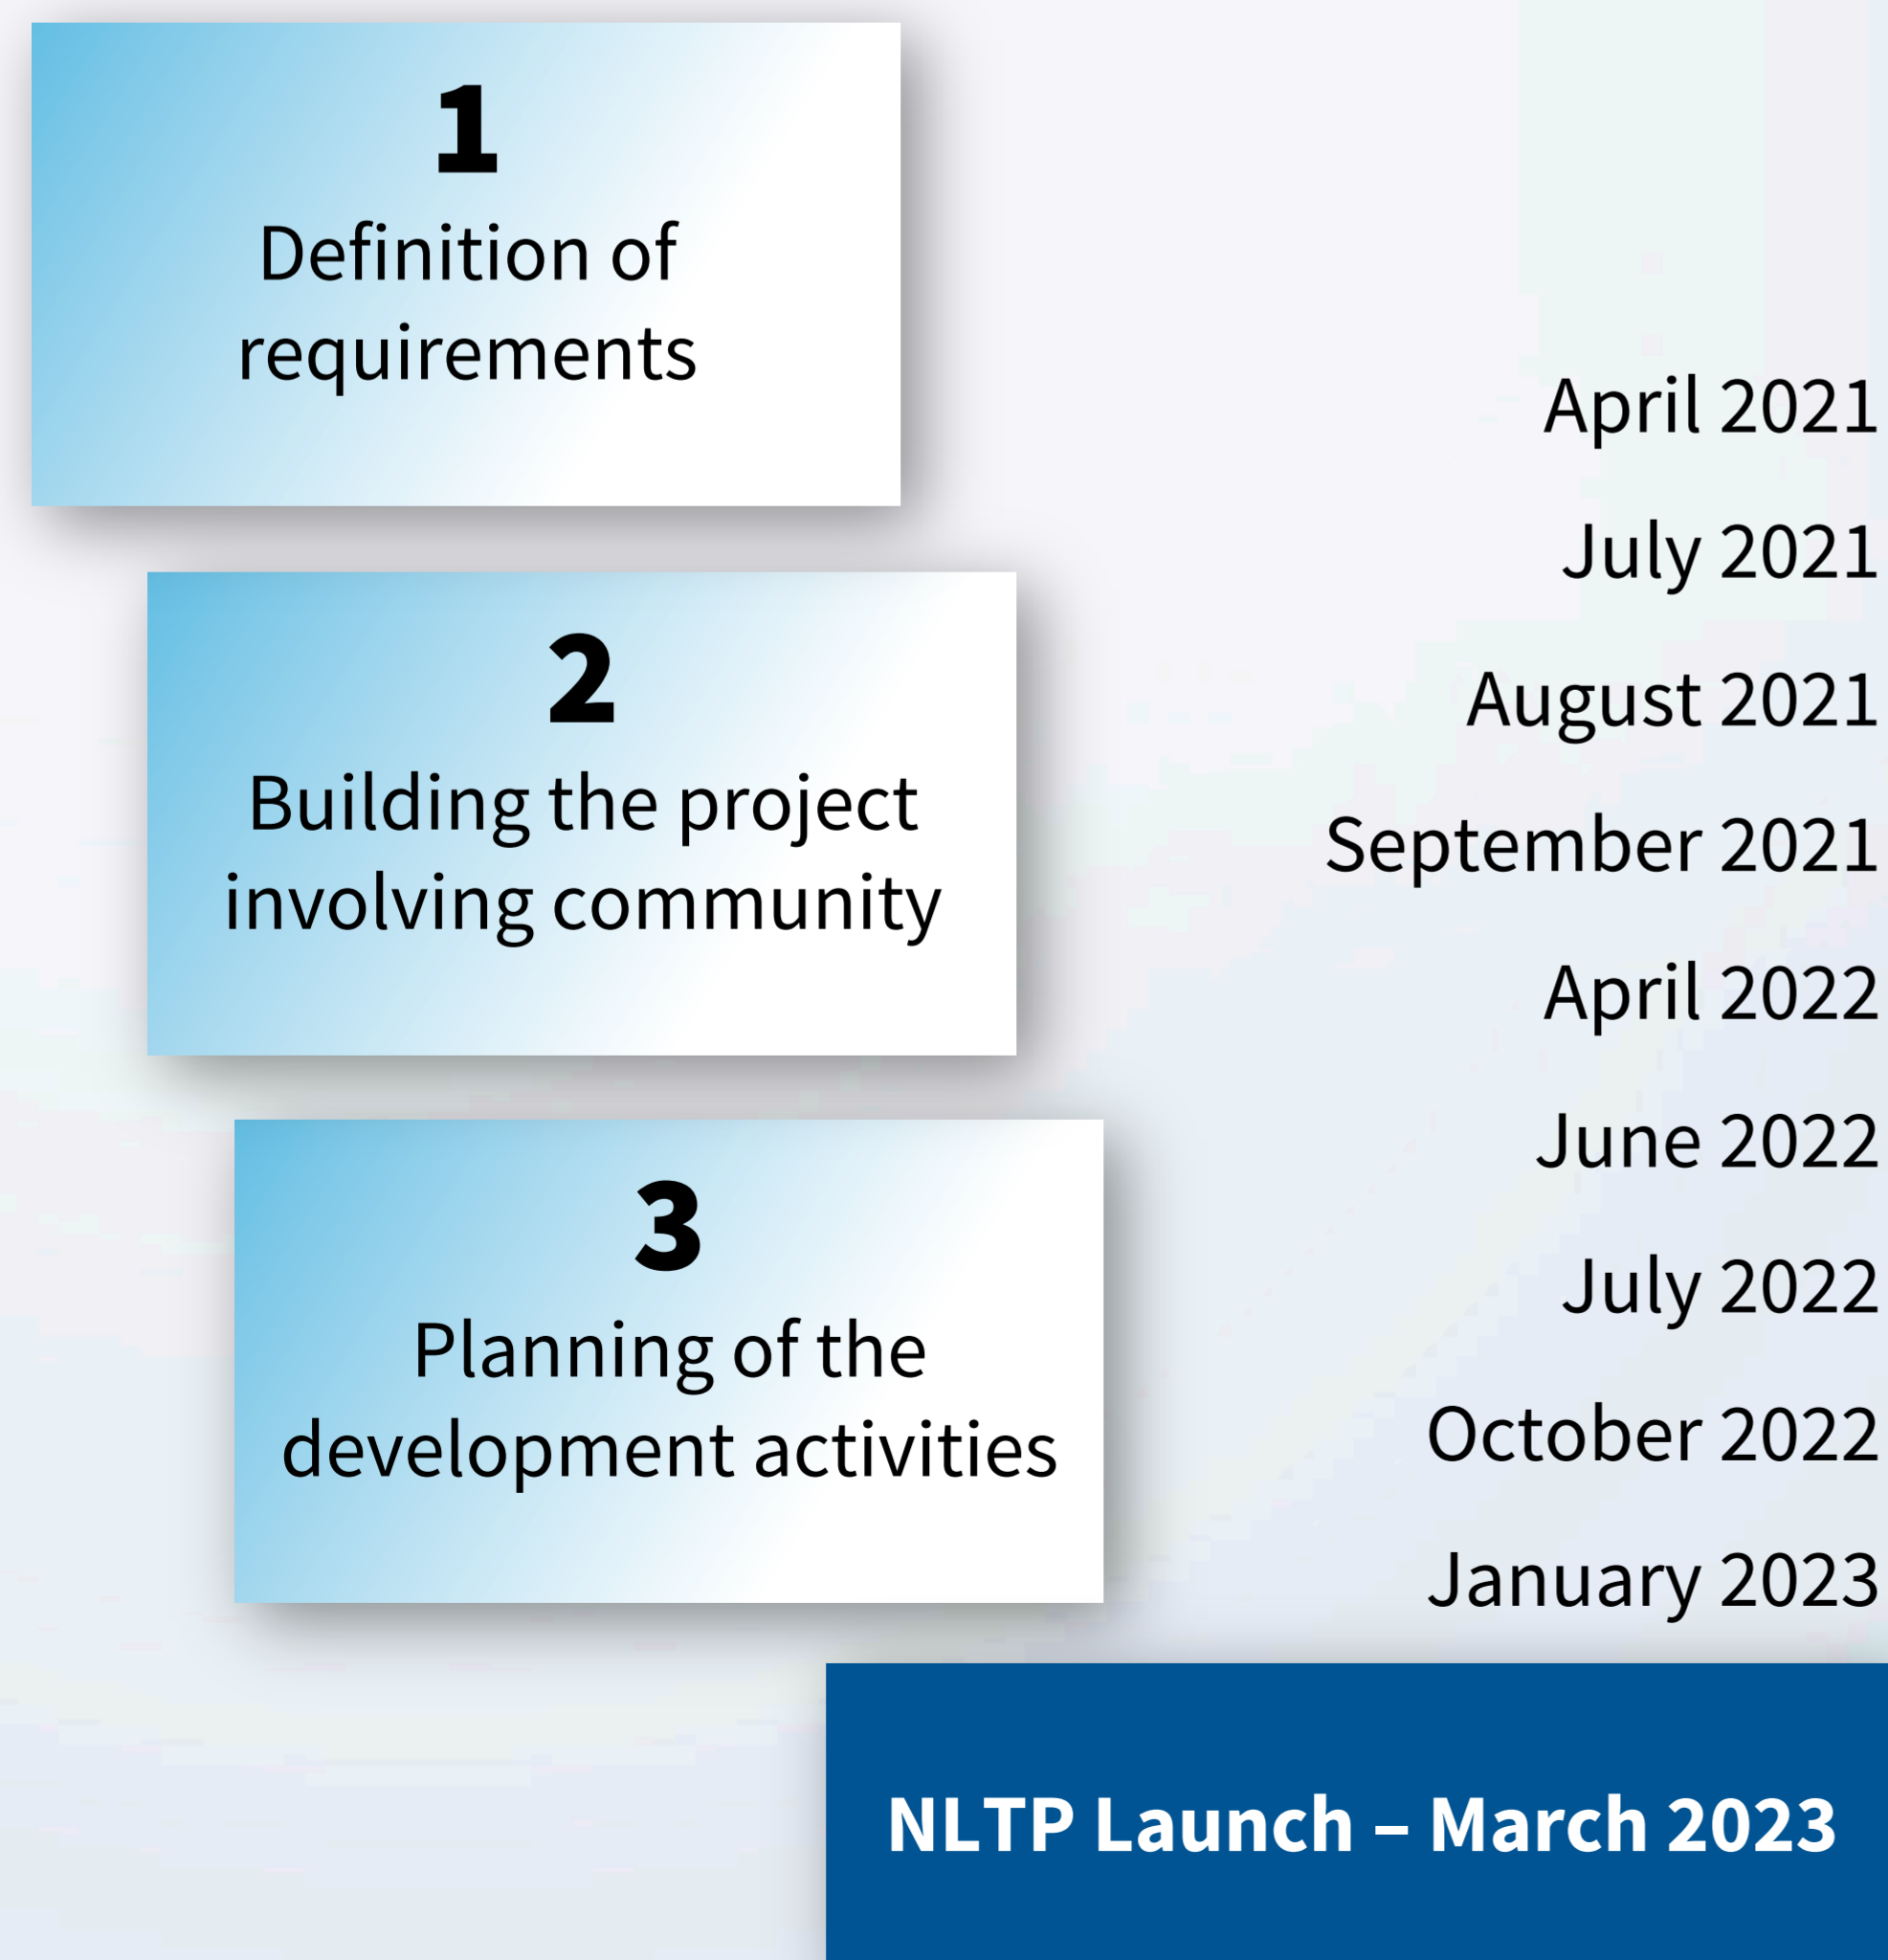 1
Definition of
requirements
2
Building the project
involving community
3
Planning of the
development activities
April 2021
July 2021
August 2021
September 2021
April 2022
June 2022
July 2022
October 2022
January 2023
NLTP Launch – March 2023